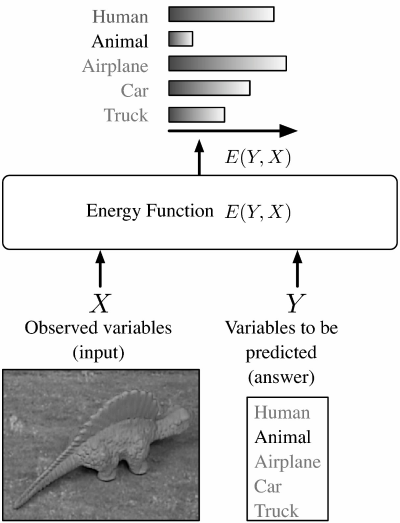 Human
Animal
Airplane
Car
Truck
E(Y, X)
Energy Function E(Y, X)
X
Observed variables
(input)
Y
Variables to be
predicted
(answer)
Human
Animal
Airplane
Car
Truck